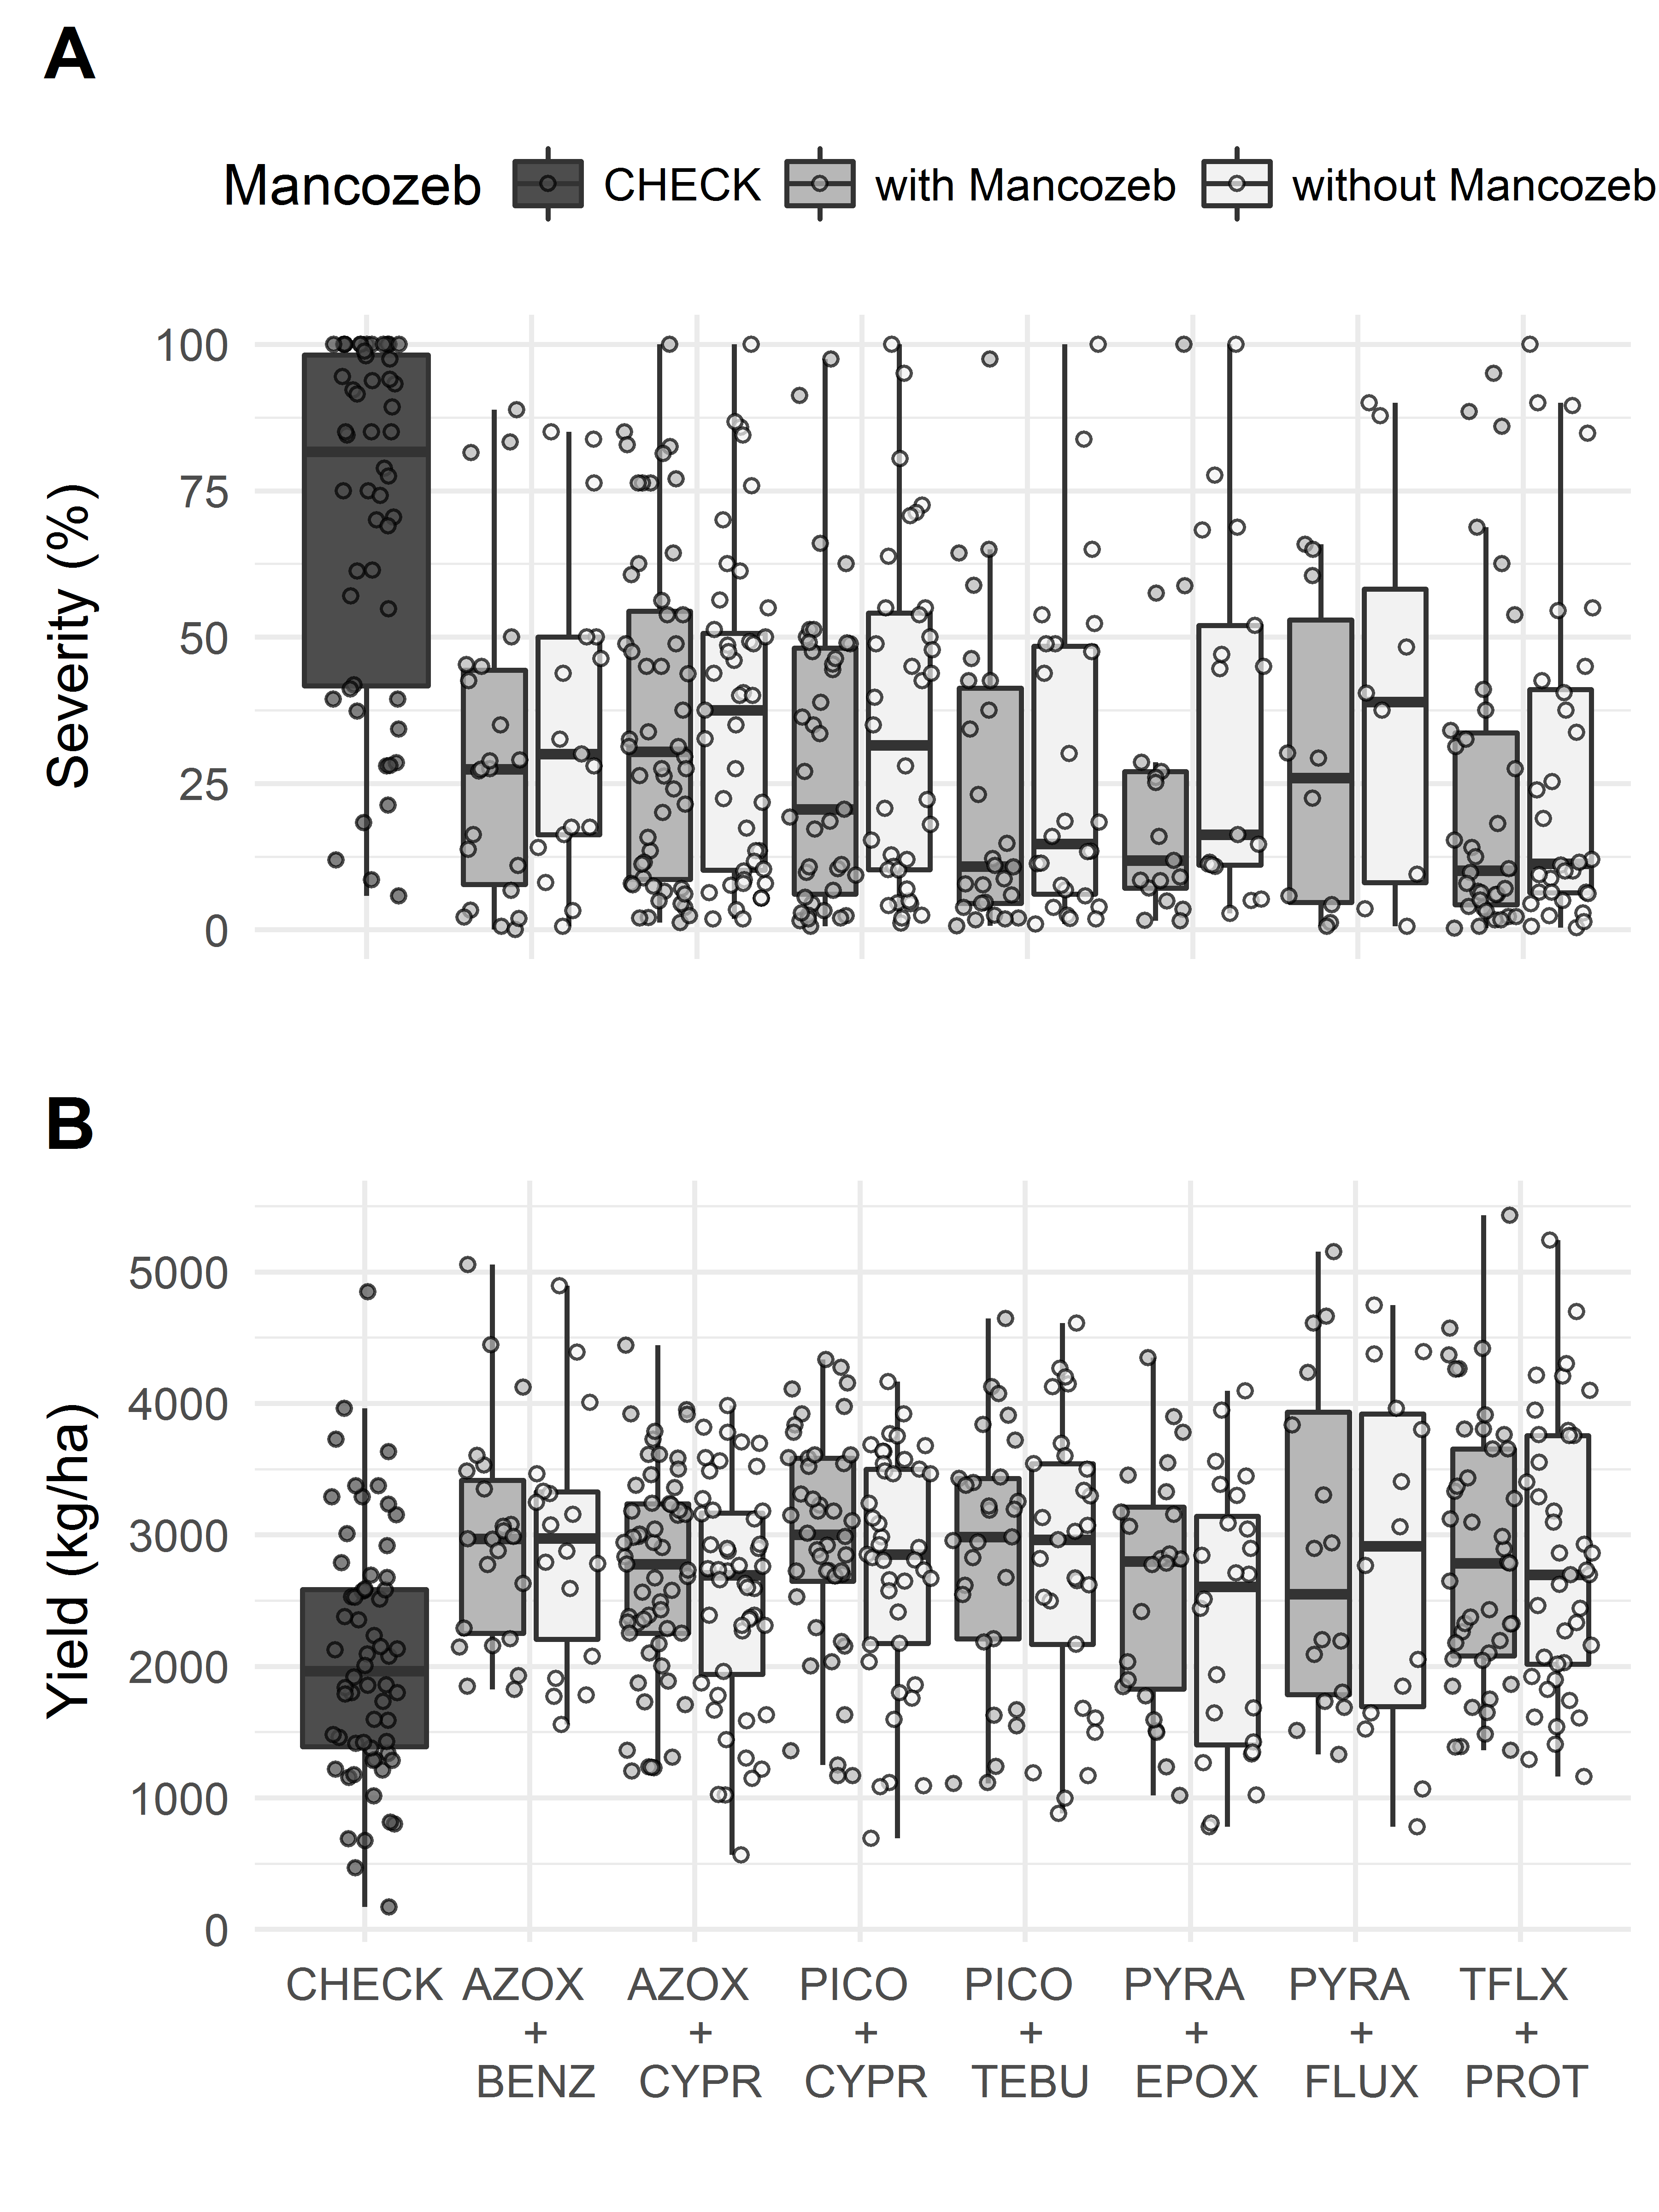 A
Mancozeb CHECK with Mancozeb without Mancozeb
Severity (%)
100
75
50
25
0
B
Yield (kg/ha)
5000
4000
3000
2000
1000
0
CHECK AZOX AZOX PICO PICO PYRA PYRA TFLX
+ + + + + + +
BENZ CYPR CYPR TEBU EPOX FLUX PROT